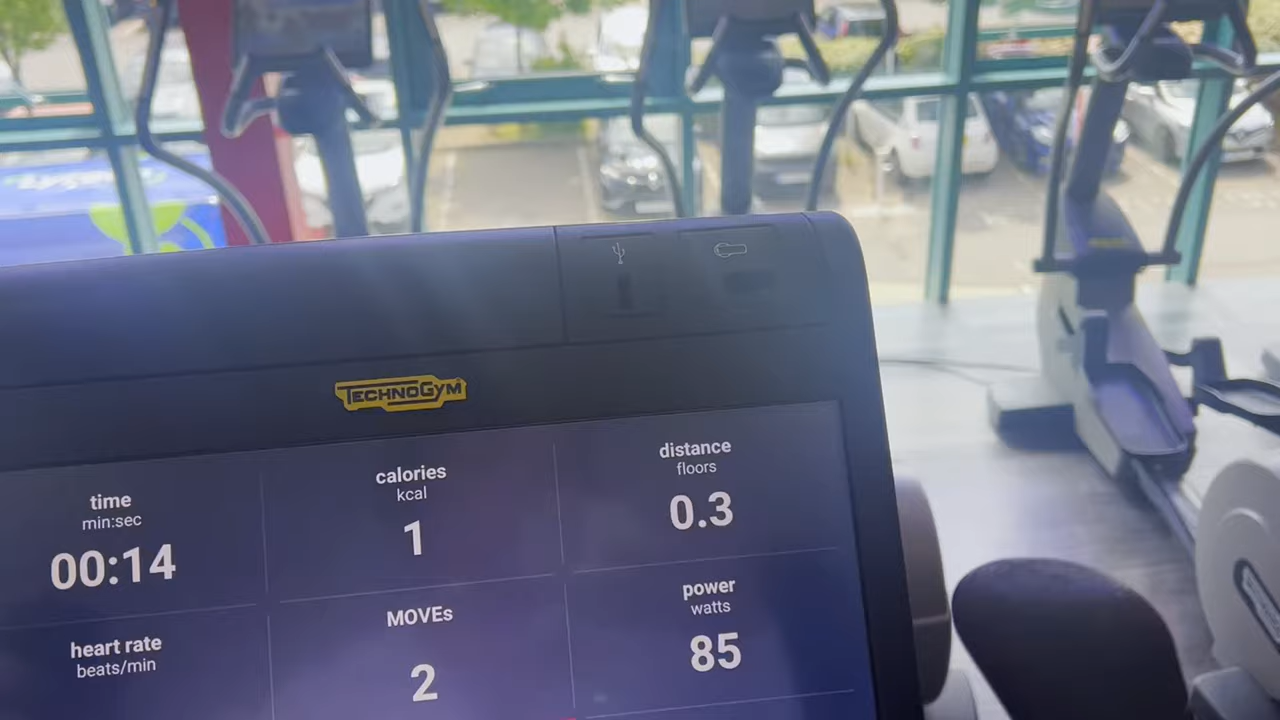 TECHNOGYM
time
min:sec
00:14
calories
kcal
1
distance
floors
0.3
heart rate
beats/min
MOVEs
2
power
watts
85